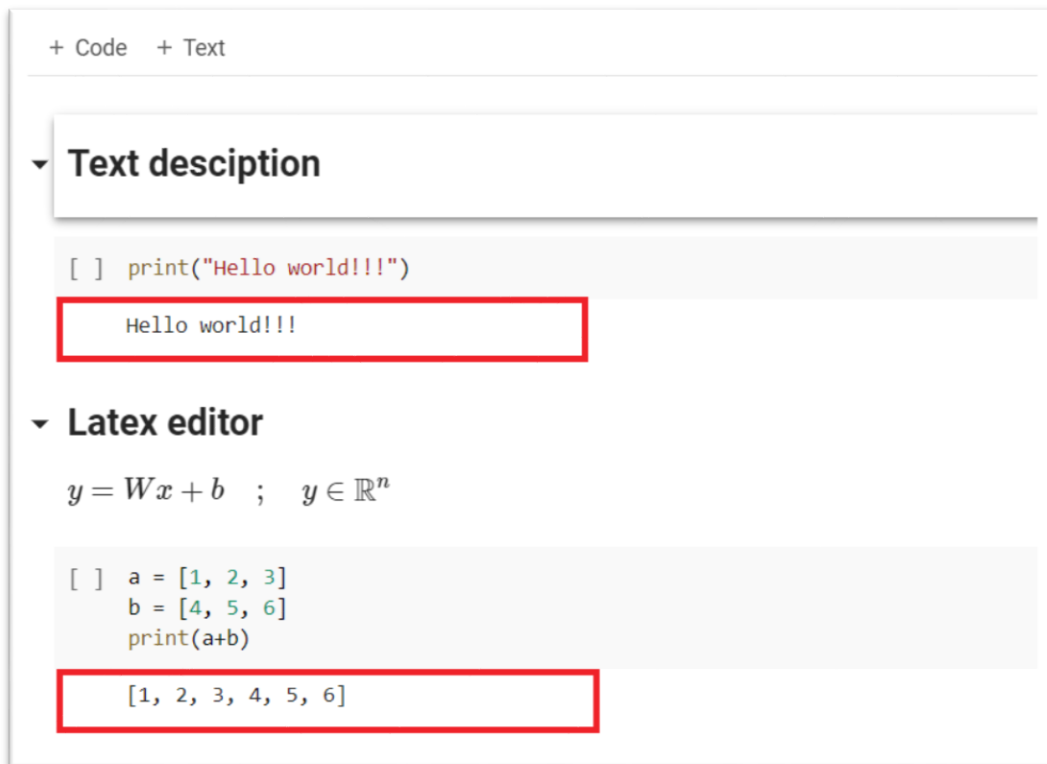 + Code + Text
Text desciption
[ ] print("Hello world!!!")
Hello world!!!
Latex editor
y = Wx + b ; y ∈ ℝⁿ
[ ] a = [1, 2, 3]
b = [4, 5, 6]
print(a+b)
[1, 2, 3, 4, 5, 6]